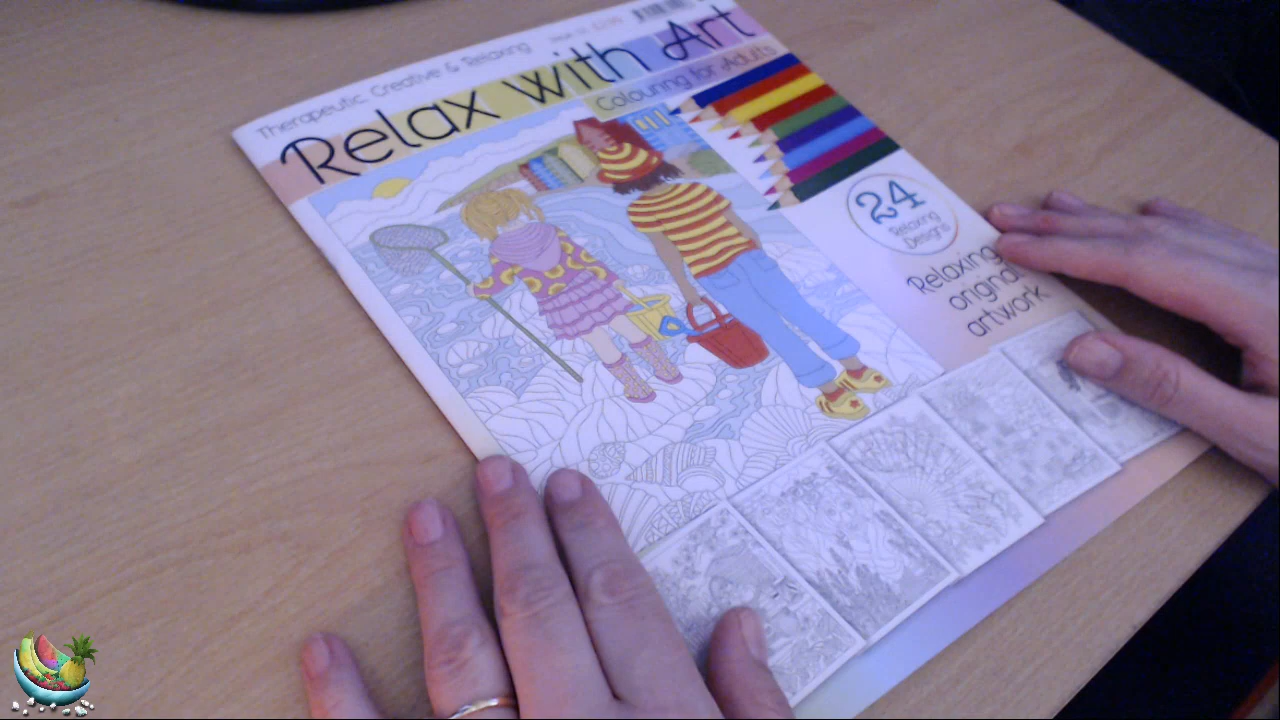 Therapeutic Creative & Relaxing
Relax with Art
Colouring for Adults
24
Relaxing
Designs
Relaxing
original
artwork